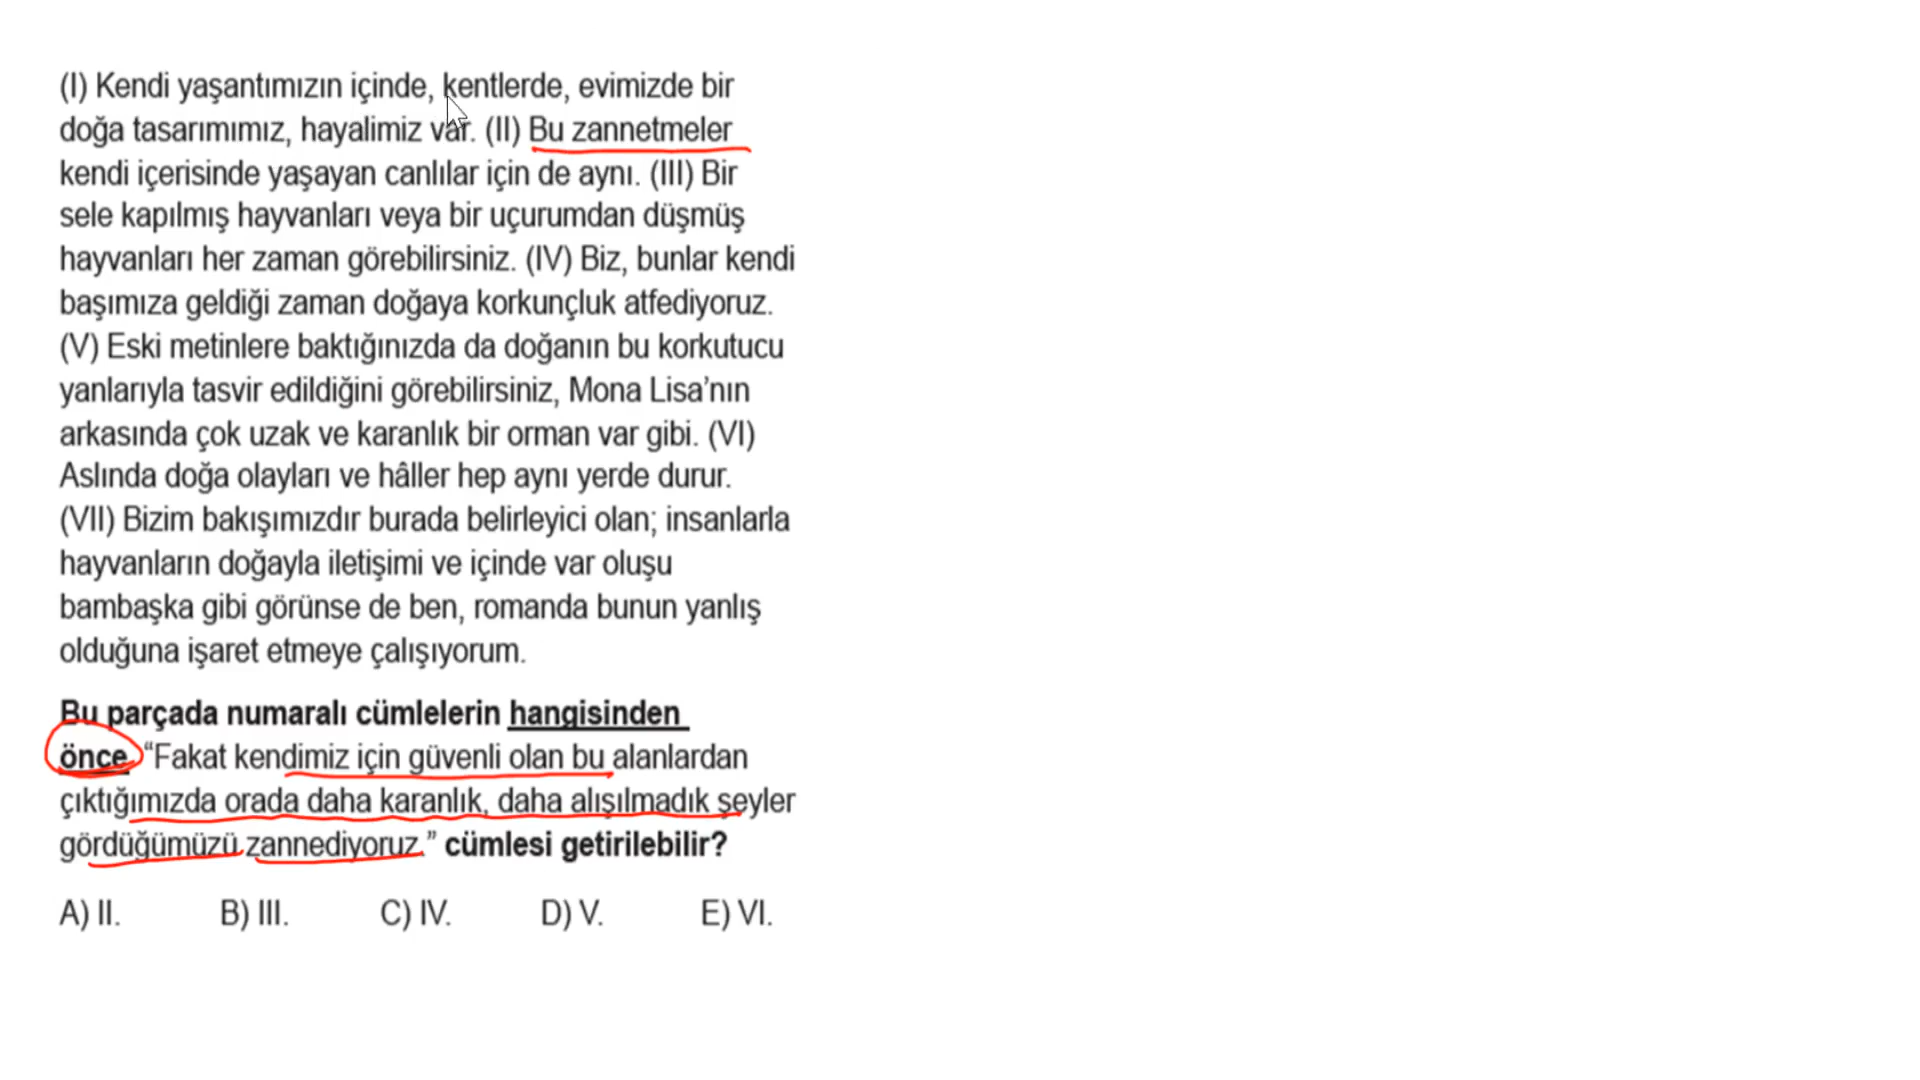 (I) Kendi yaşantımızın içinde, kentlerde, evimizde bir
doğa tasarımımız, hayalimiz var. (II) Bu zannetmeler
kendi içerisinde yaşayan canlılar için de aynı. (III) Bir
sele kapılmış hayvanları veya bir uçurumdan düşmüş
hayvanları her zaman görebilirsiniz. (IV) Biz, bunlar kendi
başımıza geldiği zaman doğaya korkunçluk atfediyoruz.
(V) Eski metinlere baktığınızda da doğanın bu korkutucu
yanlarıyla tasvir edildiğini görebilirsiniz, Mona Lisa’nın
arkasında çok uzak ve karanlık bir orman var gibi. (VI)
Aslında doğa olayları ve hâller hep aynı yerde durur.
(VII) Bizim bakışımızdır burada belirleyici olan; insanlarla
hayvanların doğayla iletişimi ve içinde var oluşu
bambaşka gibi görünse de ben, romanda bunun yanlış
olduğuna işaret etmeye çalışıyorum.
Bu parçada numaralı cümlelerin hangisinden
önce “Fakat kendimiz için güvenli olan bu alanlardan
çıktığımızda orada daha karanlık, daha alışılmadık şeyler
gördüğümüzü zannediyoruz.” cümlesi getirilebilir?
A) II. B) III. C) IV. D) V. E) VI.